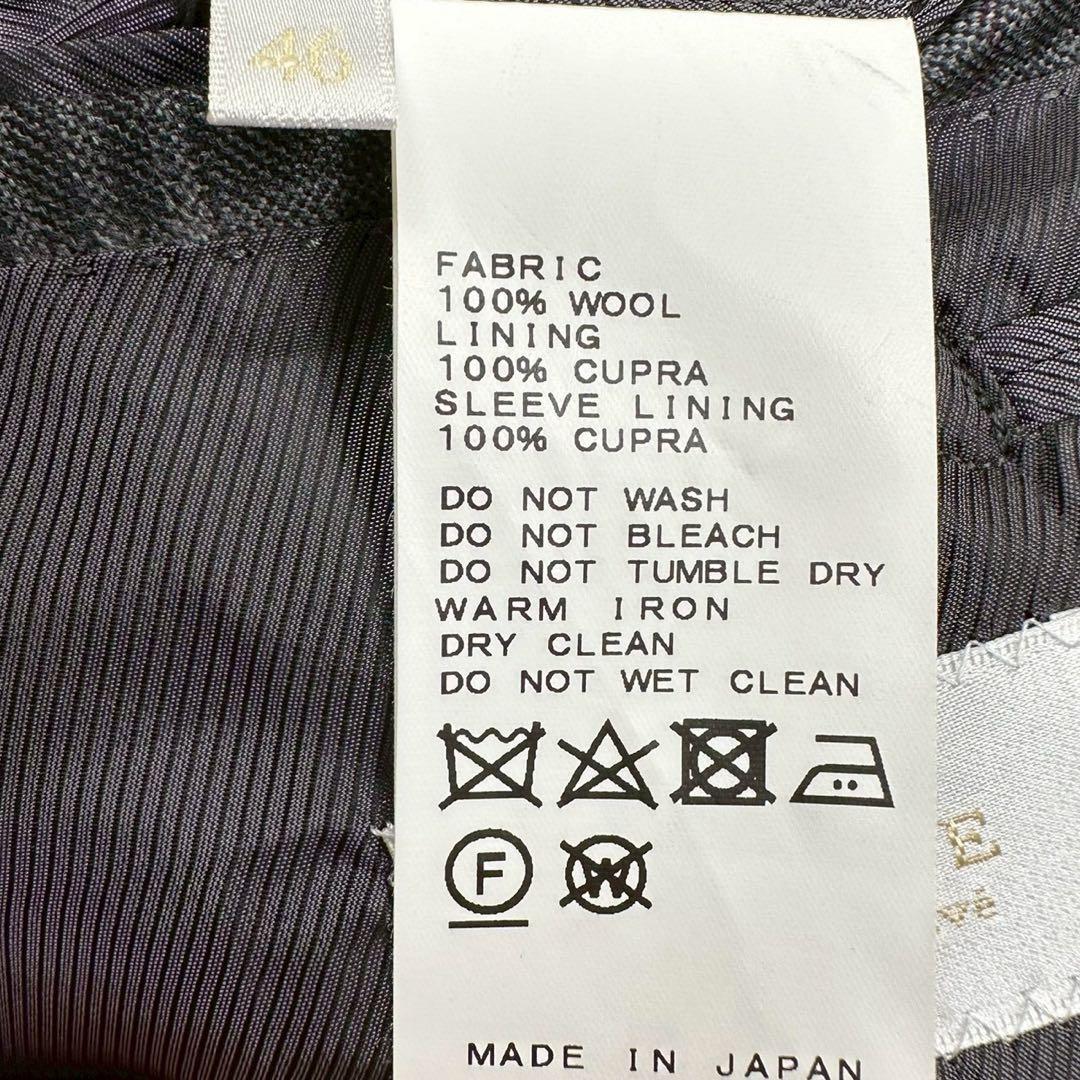 46
FABRIC
100% WOOL
LINING
100% CUPRA
SLEEVE LINING
100% CUPRA
DO NOT WASH
DO NOT BLEACH
DO NOT TUMBLE DRY
WARM IRON
DRY CLEAN
DO NOT WET CLEAN
F W
E
MADE IN JAPAN